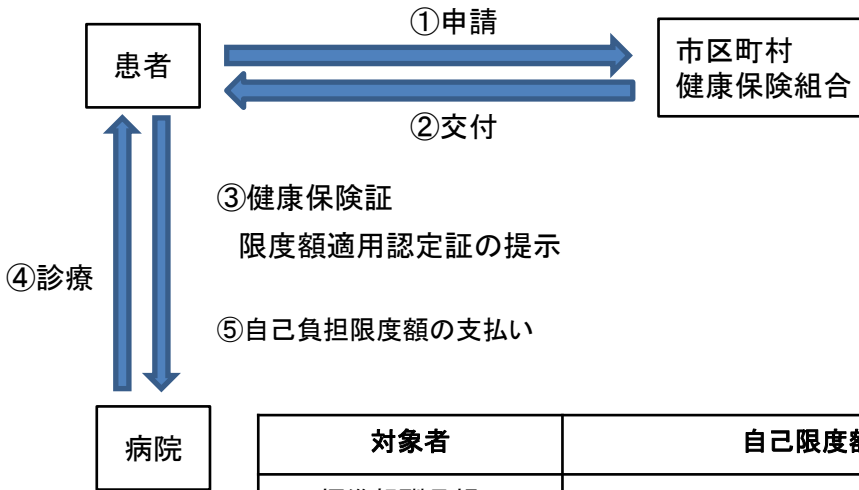 ①申請
患者
市区町村
健康保険組合
②交付
③健康保険証
限度額適用認定証の提示
④診療
⑤自己負担限度額の支払い
病院
対象者
自己限度額